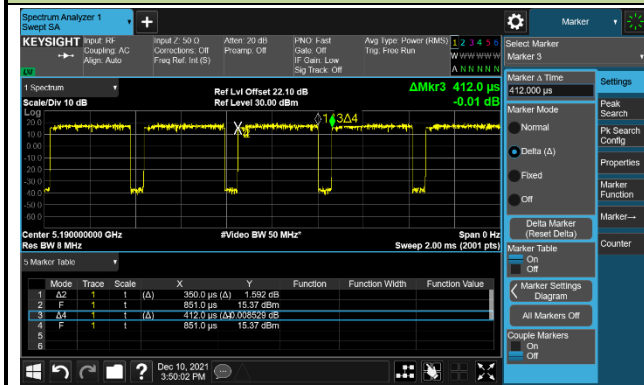 Spectrum Analyzer 1
Swept SA
Marker
KEYSIGHT
Input: RF
Coupling: AC
Align: Auto
Input Z: 50 Ω
Corrections: Off
Freq Ref: Int (S)
Atten: 20 dB
Preamp: Off
PNO: Fast
Gate: Off
IF Gain: Low
Sig Track: Off
Avg Type: Power (RMS)
Trig: Free Run
1 2 3 4 5 6
W W W W W W
A N N N N N
Select Marker
Marker 3
1 Spectrum
Scale/Div 10 dB
Ref Lvl Offset 22.10 dB
Ref Level 30.00 dBm
ΔMkr3 412.0 µs
-0.01 dB
Log
20.0
10.0
0.00
-10.0
-20.0
-30.0
-40.0
-50.0
-60.0
1 3Δ4
Center 5.190000000 GHz
Res BW 8 MHz
#Video BW 50 MHz*
Span 0 Hz
Sweep 2.00 ms (2001 pts)
5 Marker Table
Mode Trace Scale X Y Function Function Width Function Value
1 Δ2 1 t (Δ) 350.0 µs (Δ) 1.592 dB
2 F 1 t 851.0 µs 15.37 dBm
3 Δ4 1 t (Δ) 412.0 µs (Δ) -0.008529 dB
4 F 1 t 851.0 µs 15.37 dBm
5
6
Marker Δ Time
412.000 µs
Marker Mode
Normal
Delta (Δ)
Fixed
Off
Delta Marker
(Reset Delta)
Marker Table
On
Off
Marker Settings
Diagram
All Markers Off
Couple Markers
On
Off
Settings
Peak
Search
Pk Search
Config
Properties
Marker
Function
Marker→
Counter
Dec 10, 2021
3:50:02 PM